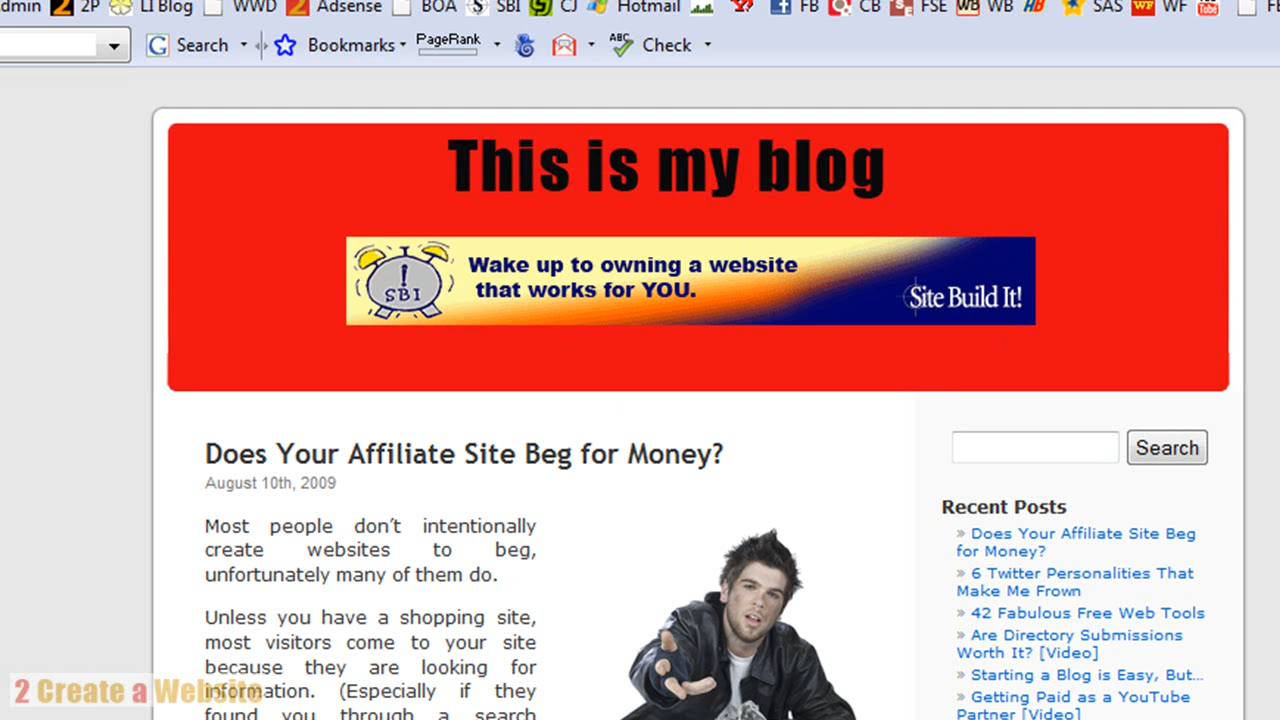 dmin 2P LI Blog WWD Adsense BOA SBI CJ Hotmail FB CB FSE WB WB SAS WF
Search Bookmarks PageRank ABC Check
This is my blog
SBI
Wake up to owning a website
that works for YOU.
Site Build It!
Does Your Affiliate Site Beg for Money?
August 10th, 2009
Most people don't intentionally
create websites to beg,
unfortunately many of them do.
Unless you have a shopping site,
most visitors come to your site
because they are looking for
information. (Especially if they
found you through a search
Search
Recent Posts
» Does Your Affiliate Site Beg
for Money?
» 6 Twitter Personalities That
Make Me Frown
» 42 Fabulous Free Web Tools
» Are Directory Submissions
Worth It? [Video]
» Starting a Blog is Easy, But...
» Getting Paid as a YouTube
Partner [Video]
2 Create a Website